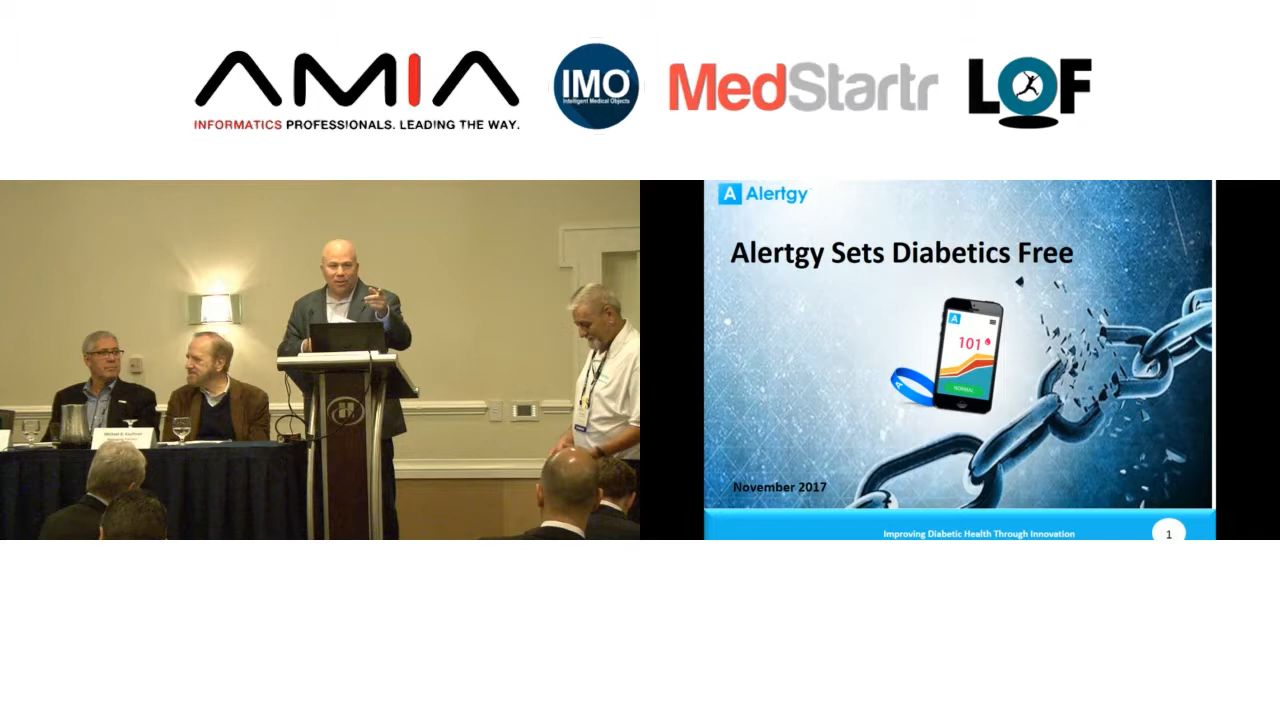 AMIA
INFORMATICS PROFESSIONALS. LEADING THE WAY.
IMO
Intelligent Medical Objects
MedStartr
LOF
A Alertgy
Alertgy Sets Diabetics Free
A
101
NORMAL
A
November 2017
Improving Diabetic Health Through Innovation
1